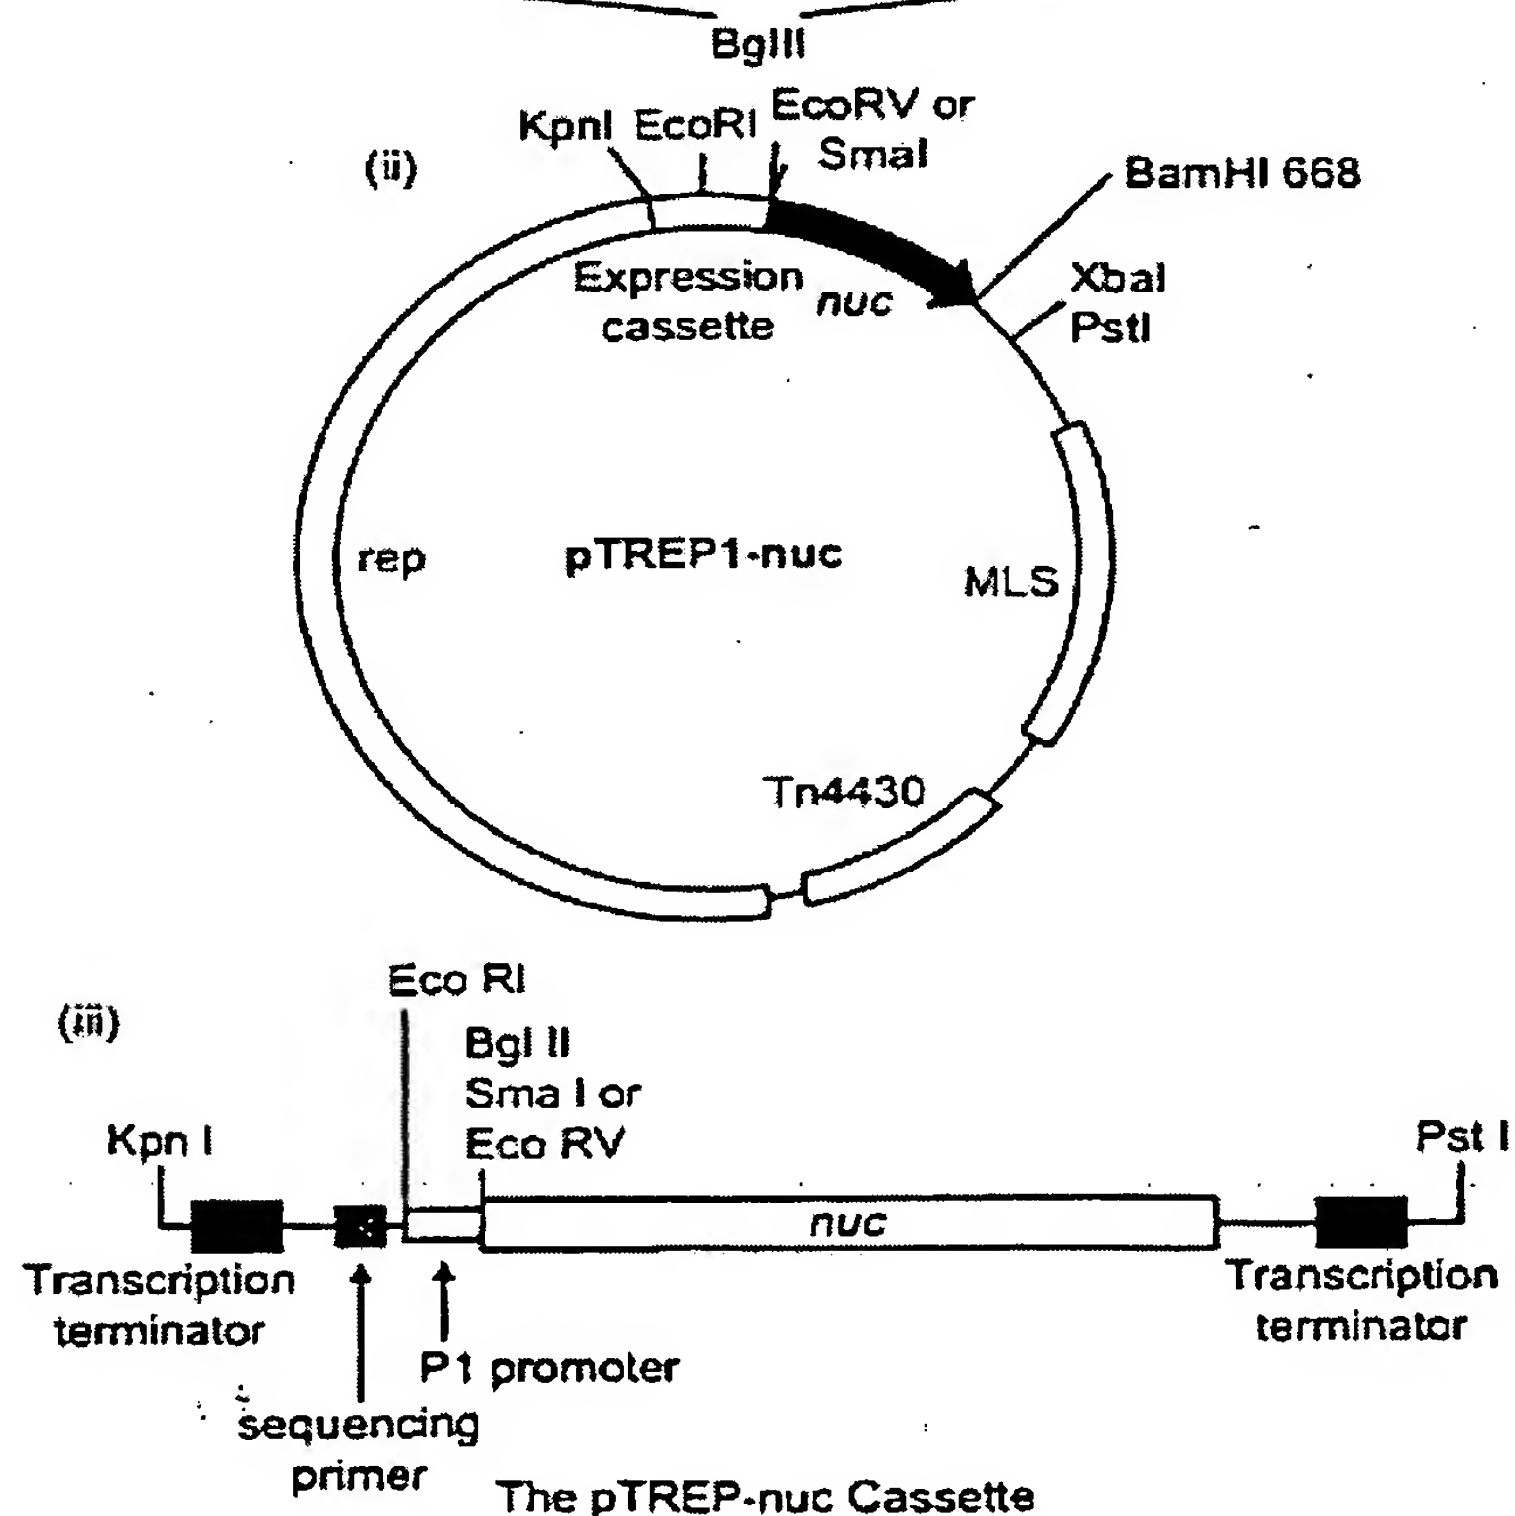 BglII
KpnI EcoRI EcoRV or
SmaI
(ii)
BamHI 668
Expression
cassette
nuc
XbaI
PstI
rep
pTREP1-nuc
MLS
Tn4430
Eco RI
(iii)
Bgl II
Sma I or
Eco RV
Kpn I
Pst I
nuc
Transcription
terminator
Transcription
terminator
P1 promoter
sequencing
primer
The pTREP-nuc Cassette